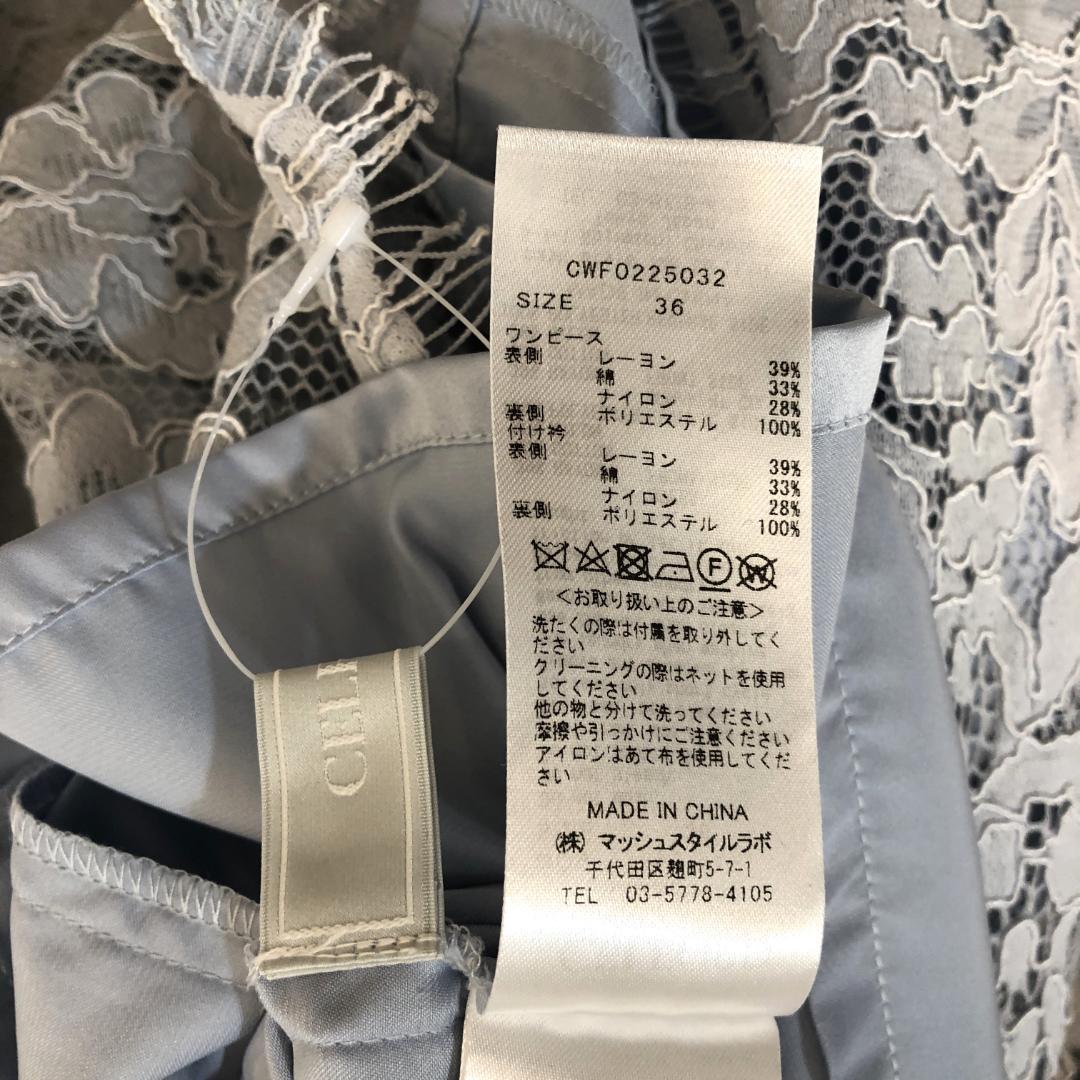 CWF0225032
SIZE 36
ワンピース
表側 レーヨン 39%
綿 33%
ナイロン 28%
裏側 ポリエステル 100%
付け衿
表側 レーヨン 39%
綿 33%
ナイロン 28%
裏側 ポリエステル 100%
F
W
<お取り扱い上のご注意>
洗たくの際は付属を取り外してく
ださい
クリーニングの際はネットを使用
してください
他の物と分けて洗ってください
摩擦や引っかけにご注意ください
アイロンはあて布を使用してくだ
さい
MADE IN CHINA
(株) マッシュスタイルラボ
千代田区麹町5-7-1
TEL 03-5778-4105
CEL